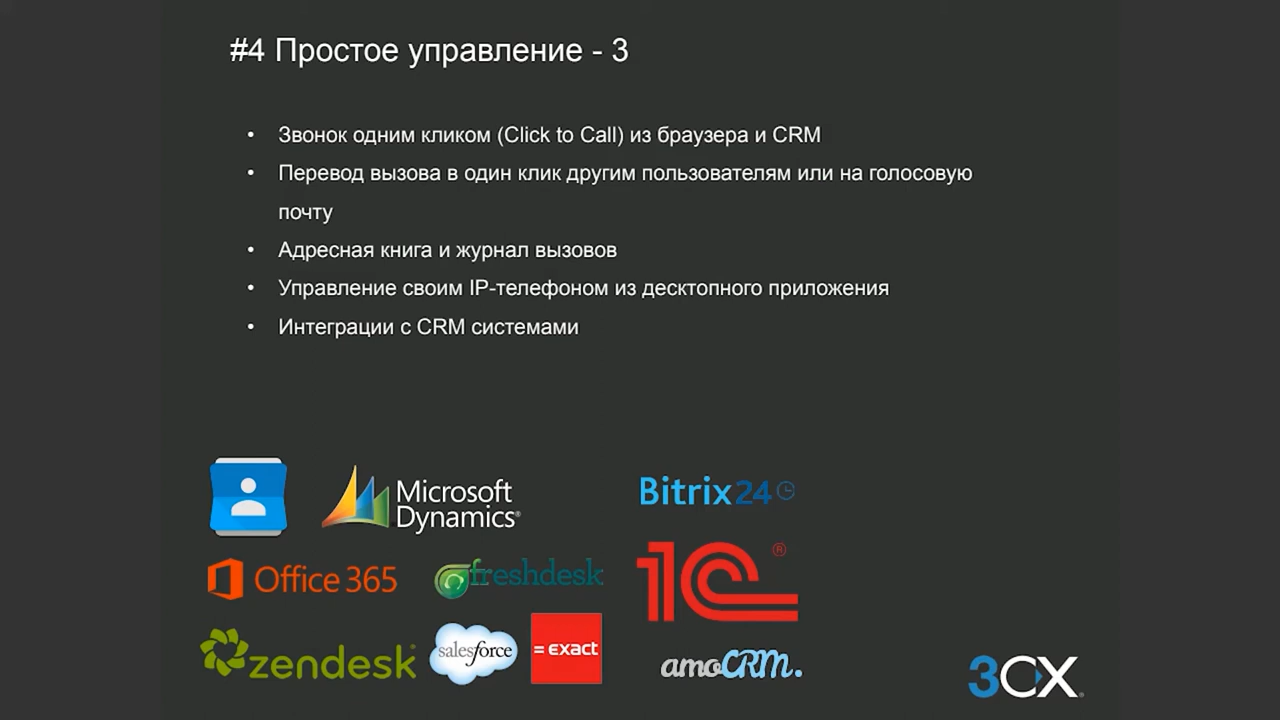 #4 Простое управление - 3
• Звонок одним кликом (Click to Call) из браузера и CRM
• Перевод вызова в один клик другим пользователям или на голосовую
почту
• Адресная книга и журнал вызовов
• Управление своим IP-телефоном из десктопного приложения
• Интеграции с CRM системами
Microsoft
Dynamics®
Bitrix24
Office 365
freshdesk
1C®
zendesk
salesforce
= exact
amoCRM.
3CX®